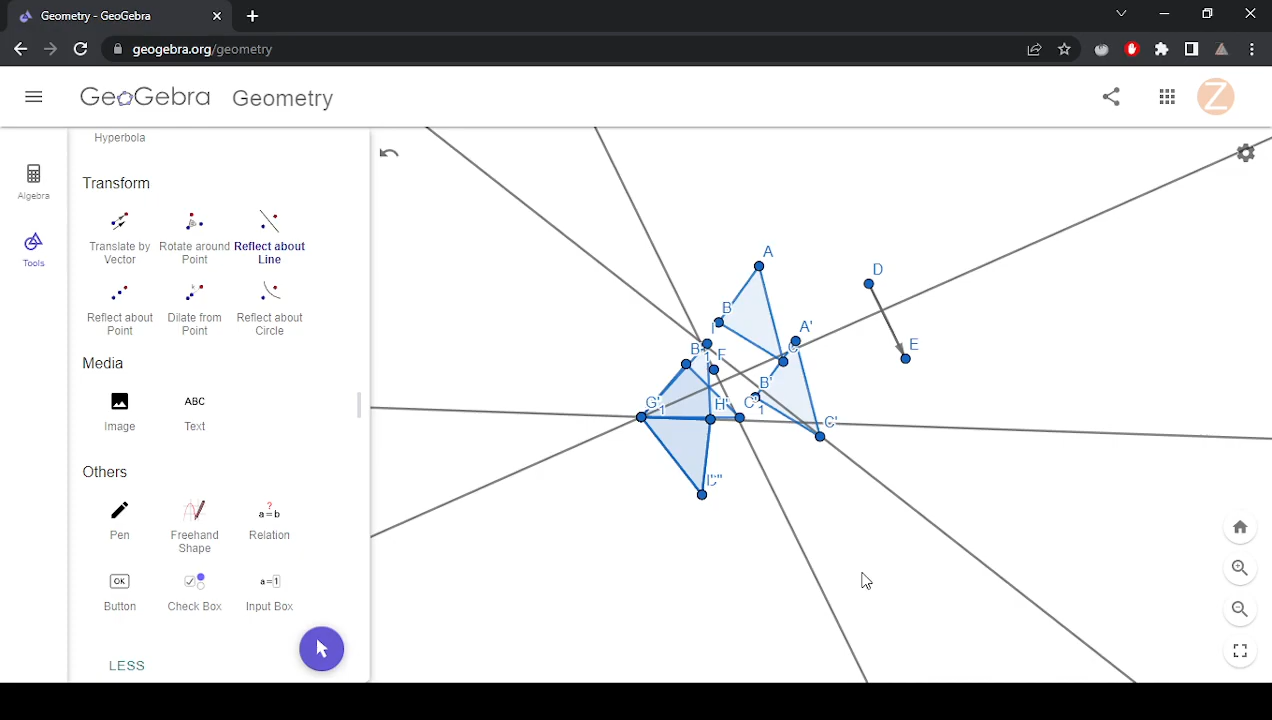 Geometry - GeoGebra
geogebra.org/geometry
GeoGebra Geometry
Z
Algebra
Tools
Hyperbola
Transform
Translate by Vector
Rotate around Point
Reflect about Line
Reflect about Point
Dilate from Point
Reflect about Circle
Media
Image
ABC
Text
Others
Pen
Freehand Shape
a=b
Relation
OK
Button
Check Box
a=1
Input Box
LESS
A
B
C
D
E
A'
B'
C'
F
G'
H'